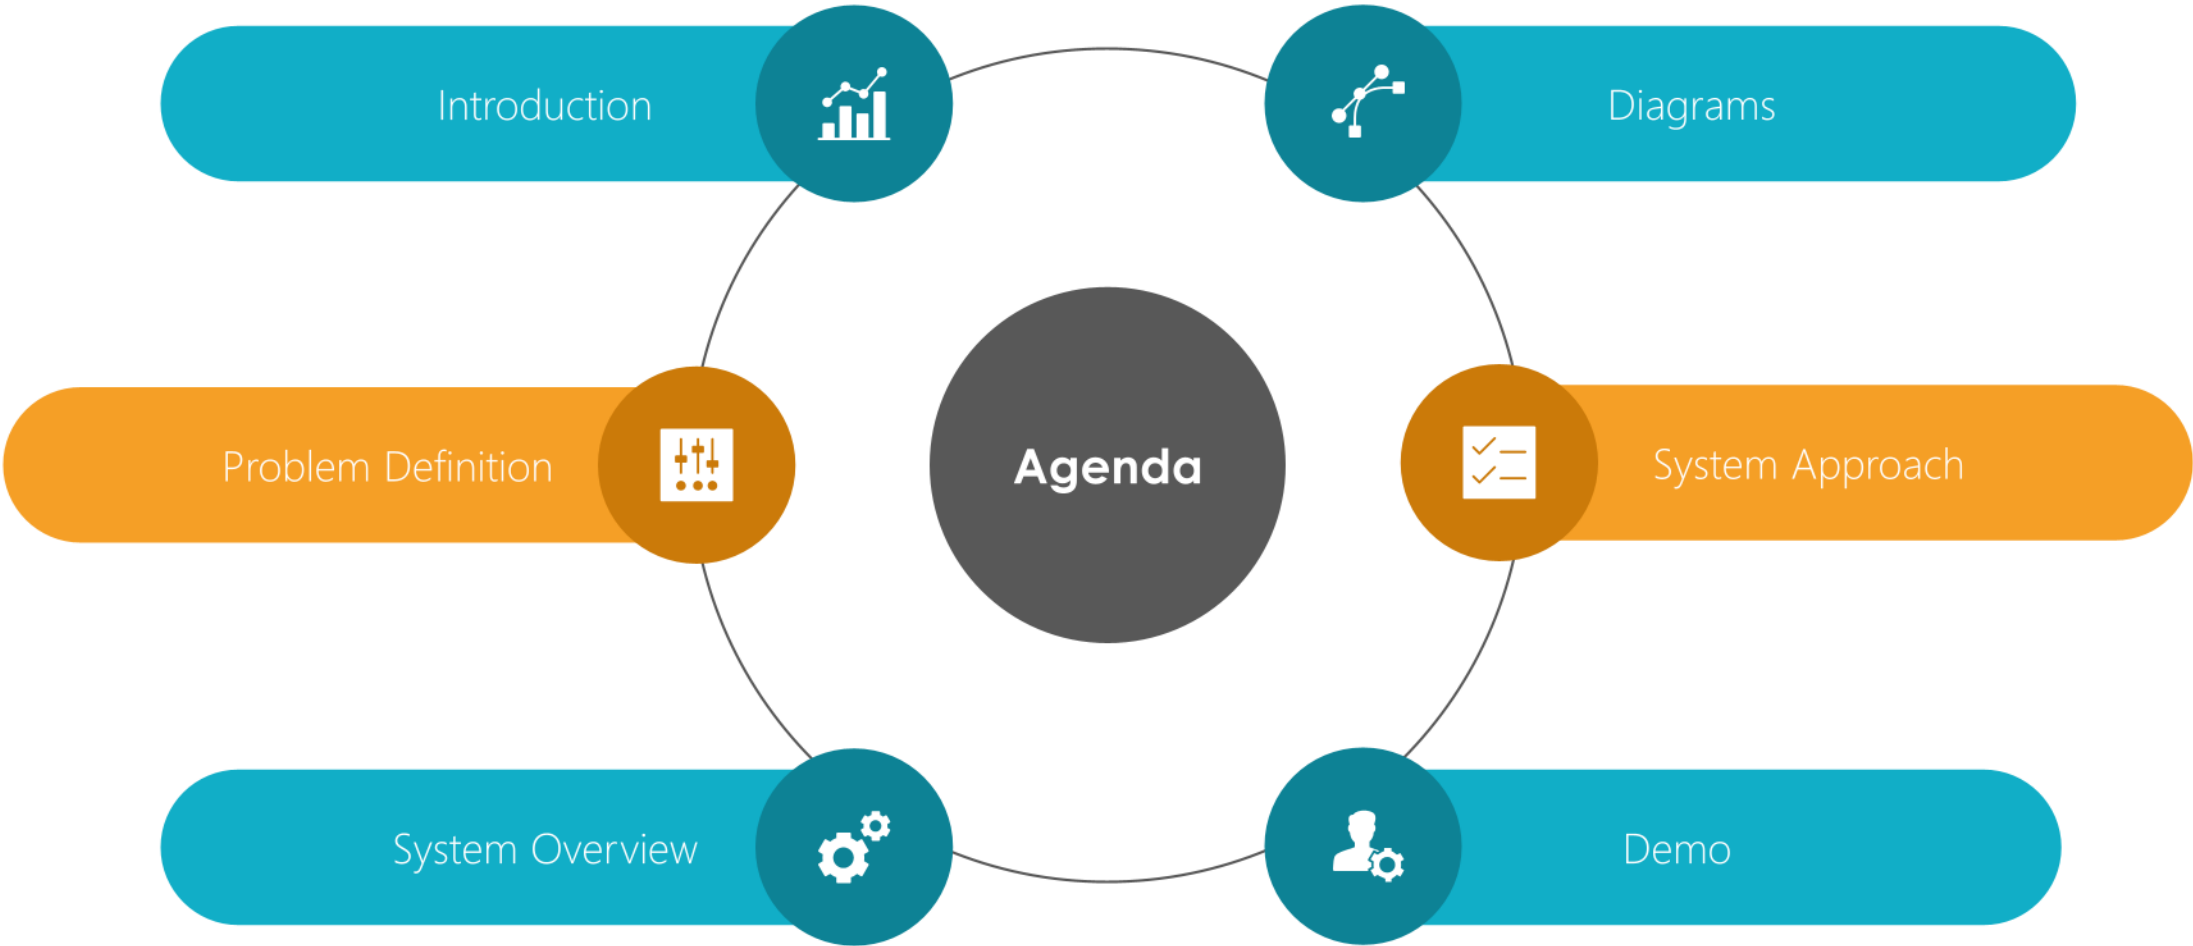 Introduction
Problem Definition
System Overview
Agenda
Diagrams
System Approach
Demo